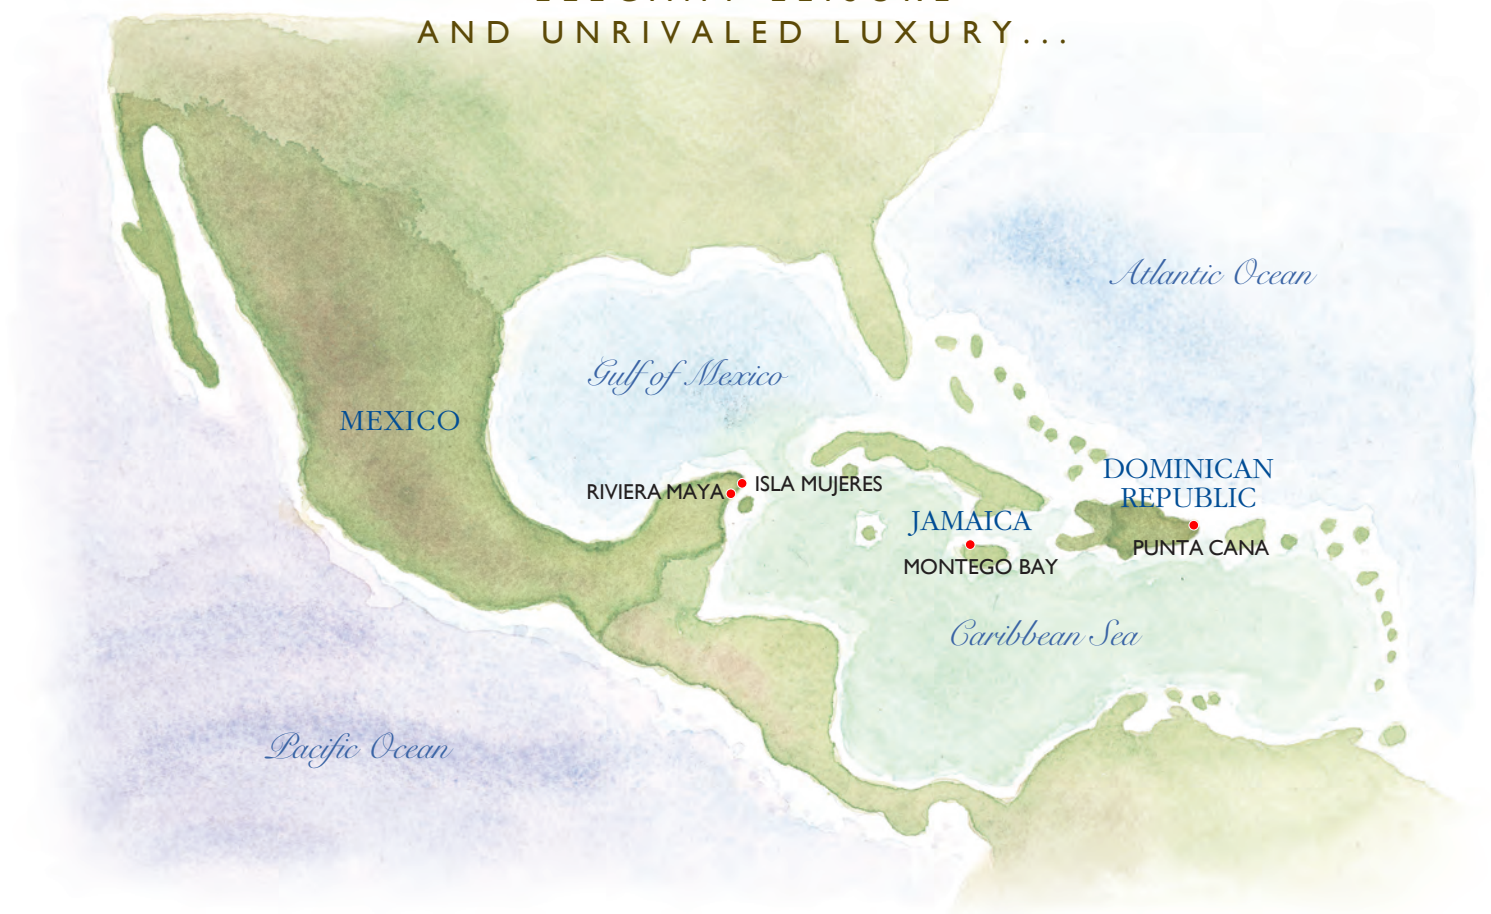 AND UNRIVALED LUXURY...
Atlantic Ocean
Gulf of Mexico
MEXICO
DOMINICAN
REPUBLIC
RIVIERA MAYA
ISLA MUJERES
JAMAICA
PUNTA CANA
MONTEGO BAY
Caribbean Sea
Pacific Ocean